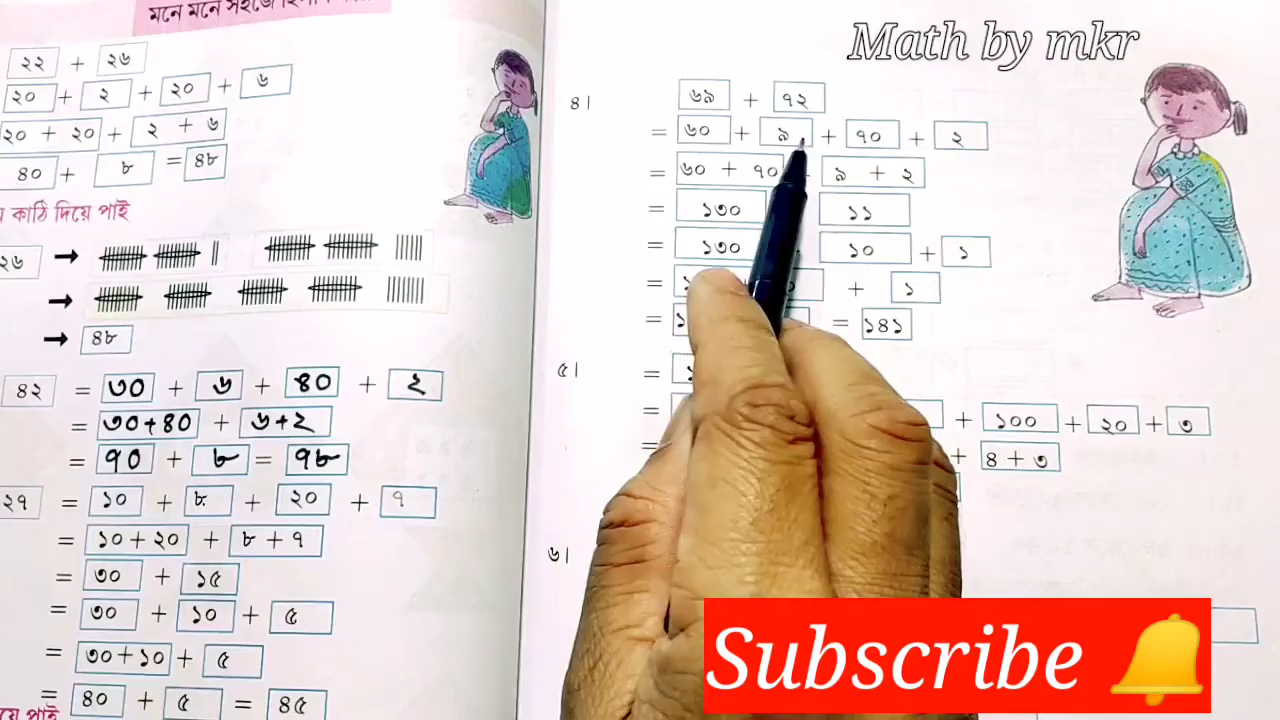 মনে মনে সহজে
২২ + ২৬
২০ + ২ + ২০ + ৬
২০ + ২০ + ২ + ৬
৪০ + ৮ = ৪৮
কাঠি দিয়ে পাই
২৬ →
→
→ ৪৮
৪২ = ৩০ + ৬ + ৪০ + ২
= ৩০+৪০ + ৬+২
= ৭০ + ৮ = ৭৮
২৭ = ১০ + ৮ + ২০ + ৭
= ১০+২০ + ৮+৭
= ৩০ + ১৫
= ৩০ + ১০ + ৫
= ৩০+১০ + ৫
= ৪০ + ৫ = ৪৫
পাই
Math by mkr
৪। ৬৯ + ৭২
= ৬০ + ৯ + ৭০ + ২
= ৬০ + ৭০ + ৯ + ২
= ১৩০ ১১
= ১৩০ ১০ + ১
= + ১
= = ১৪১
৫। =
= + ১০০ + ২০ + ৩
= + ৪ + ৩
৬।
Subscribe